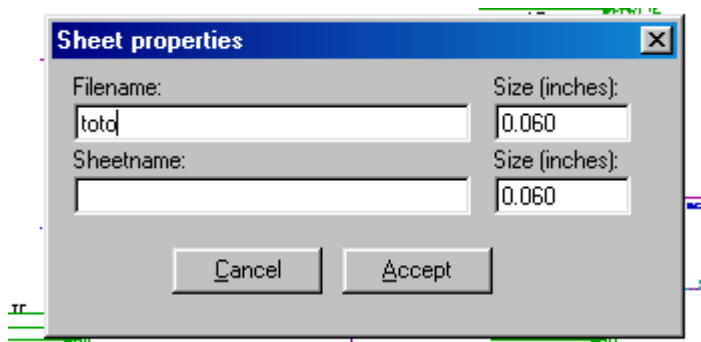 Sheet properties
Filename: Size (inches):
toto 0.060
Sheetname: Size (inches):
0.060
Cancel Accept